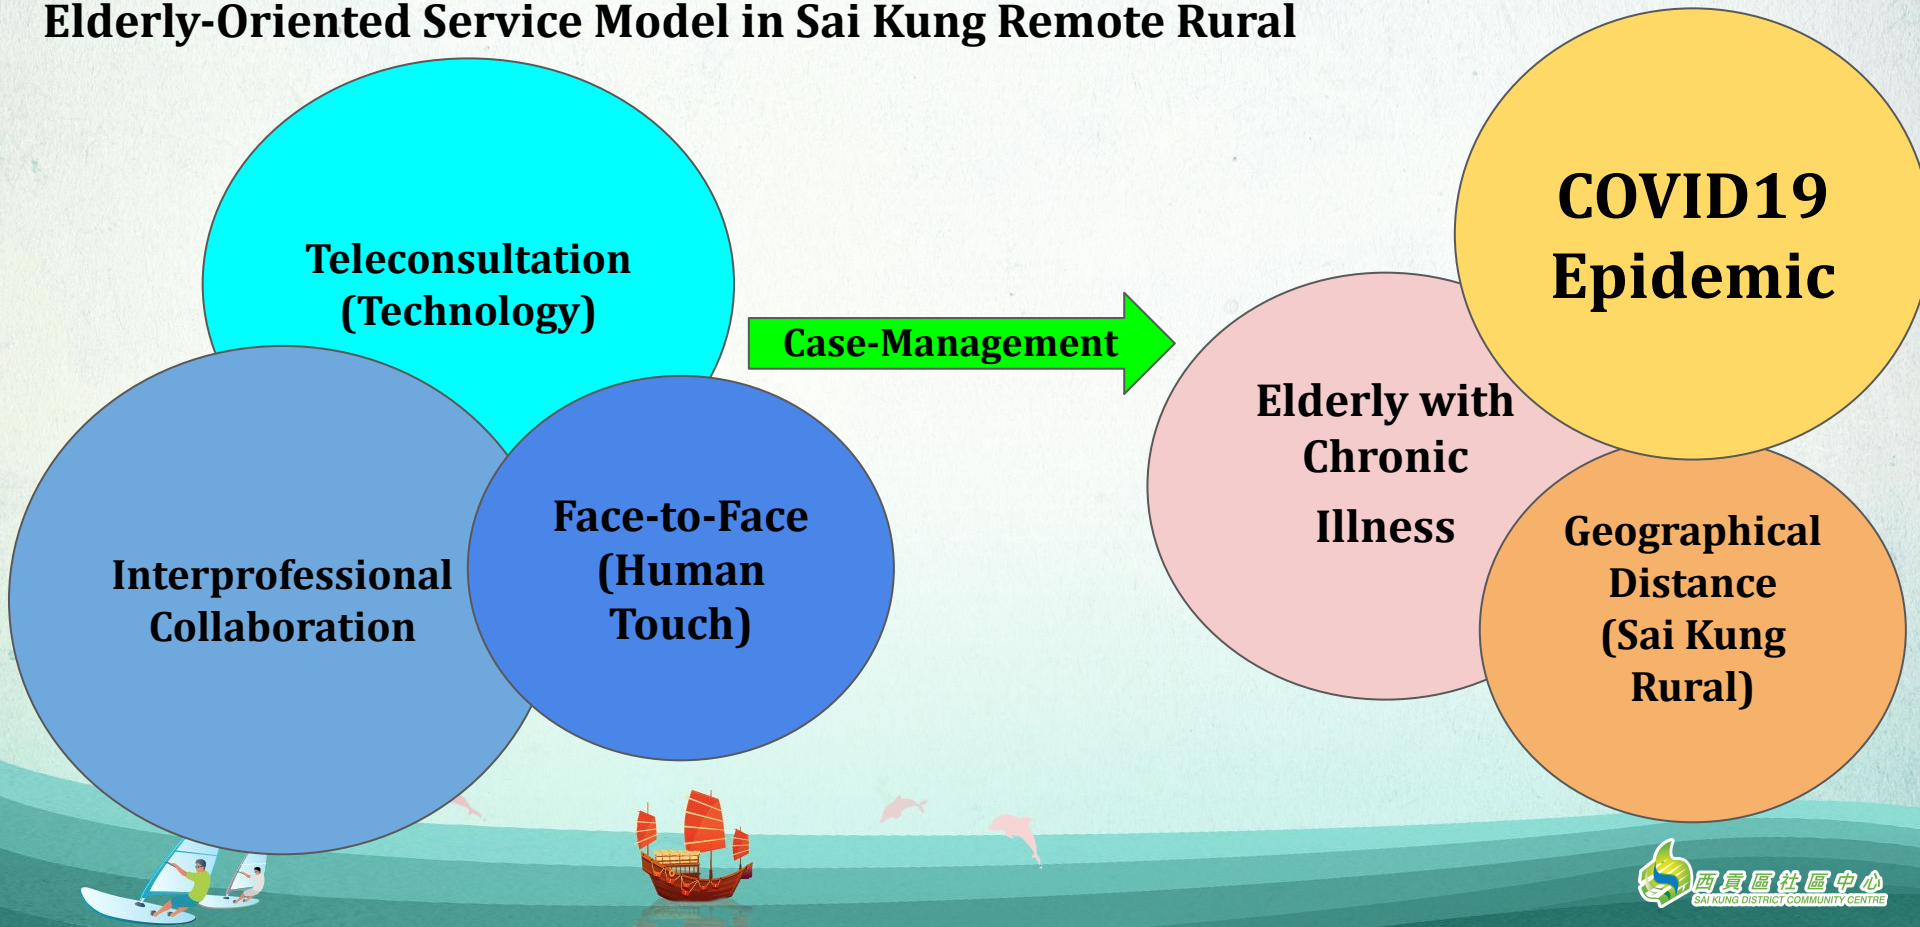 Elderly-Oriented Service Model in Sai Kung Remote Rural
Teleconsultation
(Technology)
Interprofessional
Collaboration
Face-to-Face
(Human
Touch)
Case-Management
Elderly with
Chronic
Illness
COVID19
Epidemic
Geographical
Distance
(Sai Kung
Rural)
西貢區社區中心
SAI KUNG DISTRICT COMMUNITY CENTRE